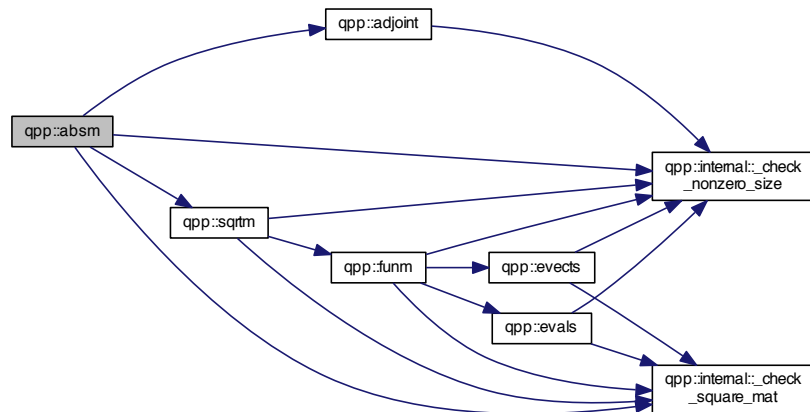 qpp::adjoint
qpp::absm
qpp::internal::_check
_nonzero_size
qpp::sqrtm
qpp::funm
qpp::evects
qpp::evals
qpp::internal::_check
_square_mat